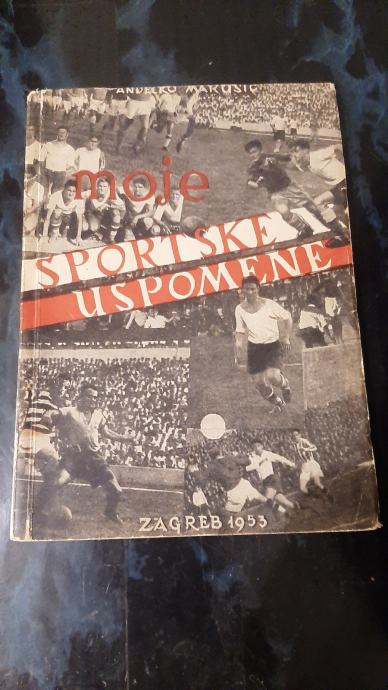 ANĐELKO MARUŠIĆ
moje
SPORTSKE
USPOMENE
ZAGREB 1953